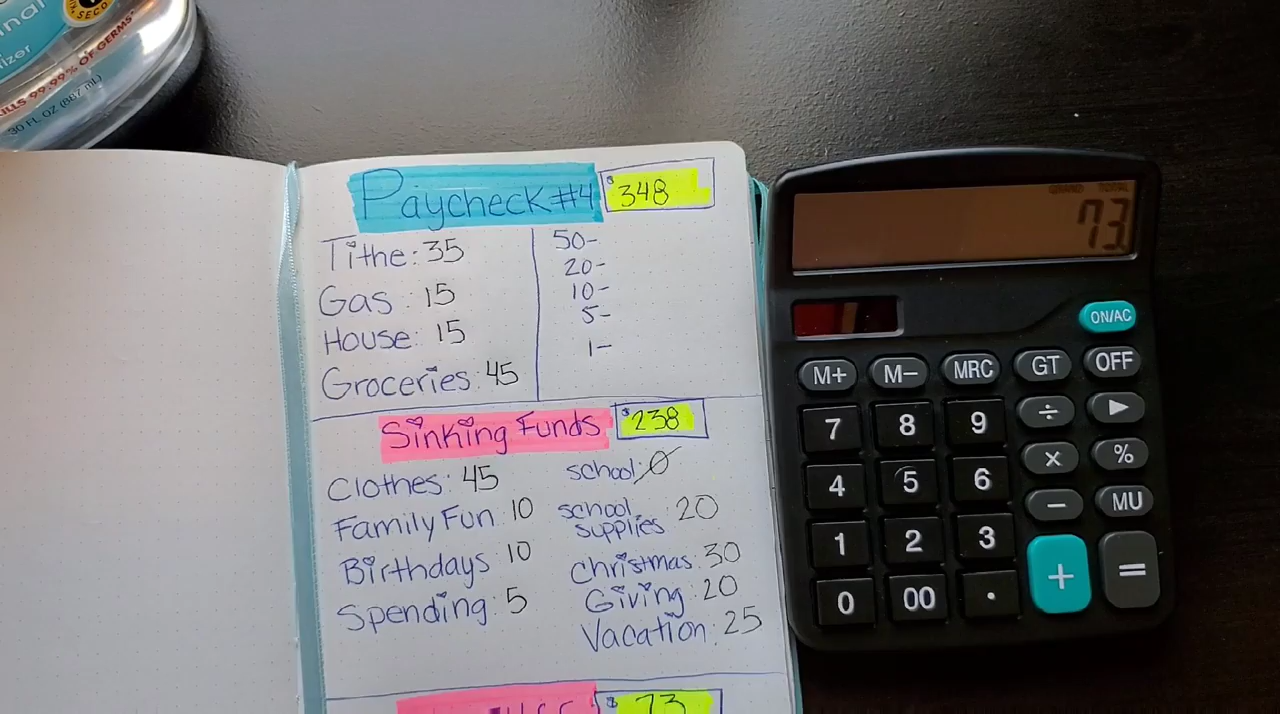 KILLS 99.99% OF GERMS*
30 FL OZ (887 mL)
Paycheck #4 $348
Tithe: 35
Gas: 15
House: 15
Groceries: 45
50-
20-
10-
5-
1-
Sinking Funds $238
Clothes: 45
Family Fun 10
Birthdays 10
Spending: 5
school: 0
school supplies 20
Christmas: 30
Giving: 20
Vacation: 25
$73
GRAND TOTAL
73
ON/AC
M+ M− MRC GT OFF
7 8 9 ÷ ▶
4 5 6 × %
1 2 3 − MU
0 00 . + =